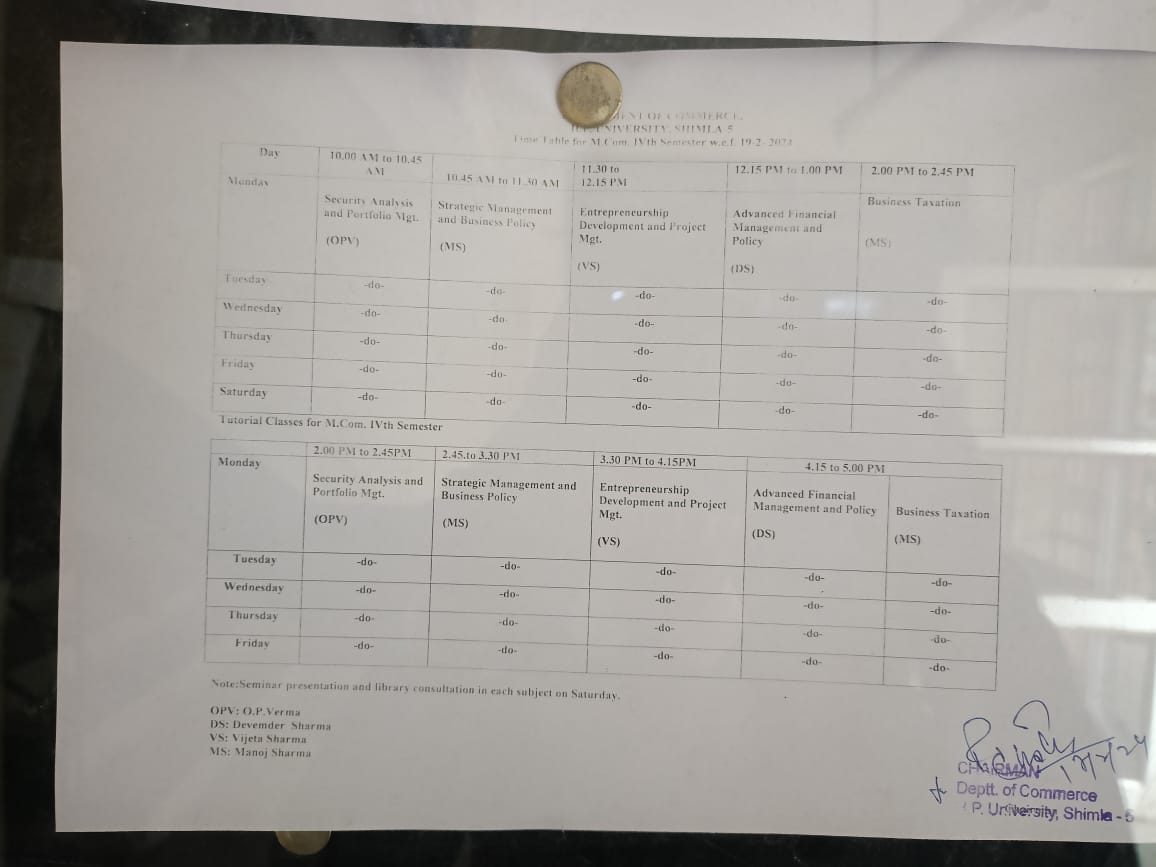 OF COMMERCE,
UNIVERSITY, SHIMLA 5
Time Table for M.Com. IVth Semester w.e.f. 19-2- 2024
Day 10.00 AM to 10.45 AM 10.45 AM to 11.30 AM 11.30 to 12.15 PM 12.15 PM to 1.00 PM 2.00 PM to 2.45 PM
Monday Security Analysis and Portfolio Mgt. (OPV) Strategic Management and Business Policy (MS) Entrepreneurship Development and Project Mgt. (VS) Advanced Financial Management and Policy (DS) Business Taxation (MS)
Tuesday -do- -do- -do- -do- -do-
Wednesday -do- -do- -do- -do- -do-
Thursday -do- -do- -do- -do- -do-
Friday -do- -do- -do- -do- -do-
Saturday -do- -do- -do- -do- -do-
Tutorial Classes for M.Com. IVth Semester
2.00 PM to 2.45PM 2.45.to 3.30 PM 3.30 PM to 4.15PM 4.15 to 5.00 PM
Monday Security Analysis and Portfolio Mgt. (OPV) Strategic Management and Business Policy (MS) Entrepreneurship Development and Project Mgt. (VS) Advanced Financial Management and Policy (DS) Business Taxation (MS)
Tuesday -do- -do- -do- -do- -do-
Wednesday -do- -do- -do- -do- -do-
Thursday -do- -do- -do- -do- -do-
Friday -do- -do- -do- -do- -do-
Note:Seminar presentation and library consultation in each subject on Saturday.
OPV: O.P.Verma
DS: Devemder Sharma
VS: Vijeta Sharma
MS: Manoj Sharma
CHAIRMAN
Deptt. of Commerce
P. University, Shimla - 5